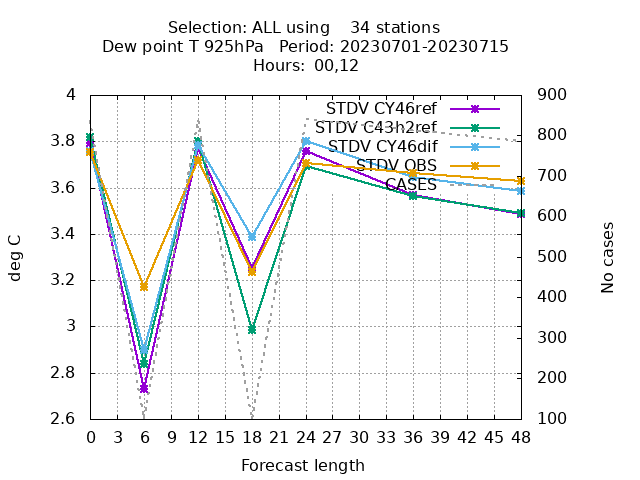 Selection: ALL using    34 stations
Dew point T 925hPa   Period: 20230701-20230715
Hours:  00,12
STDV CY46ref
STDV C43h2ref
STDV CY46dif
STDV OBS
CASES
4
3.8
3.6
3.4
3.2
3
2.8
2.6
deg C
900
800
700
600
500
400
300
200
100
No cases
0 3 6 9 12 15 18 21 24 27 30 33 36 39 42 45 48
Forecast length